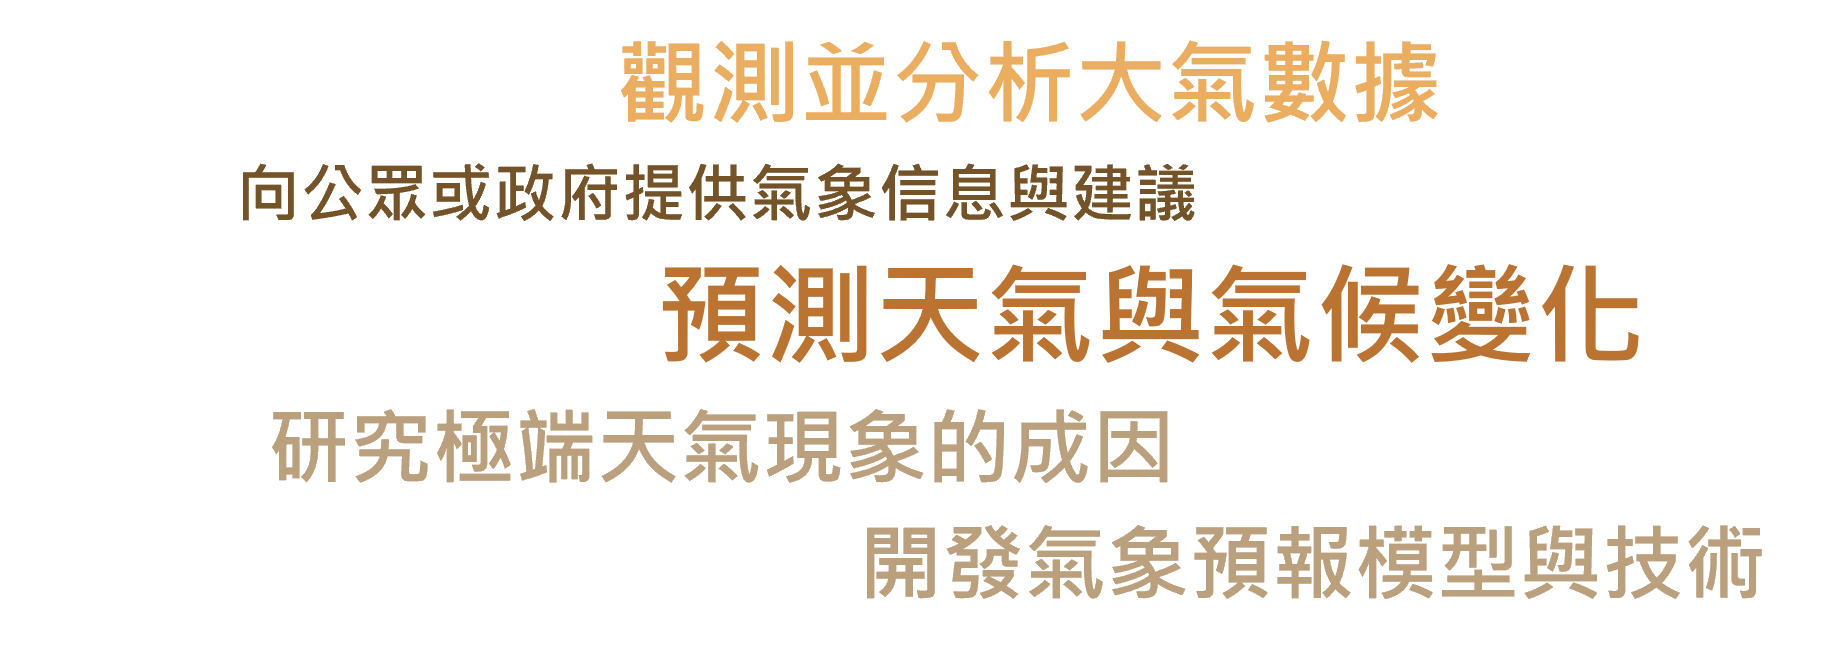 觀測並分析大氣數據
向公眾或政府提供氣象信息與建議
預測天氣與氣候變化
研究極端天氣現象的成因
開發氣象預報模型與技術